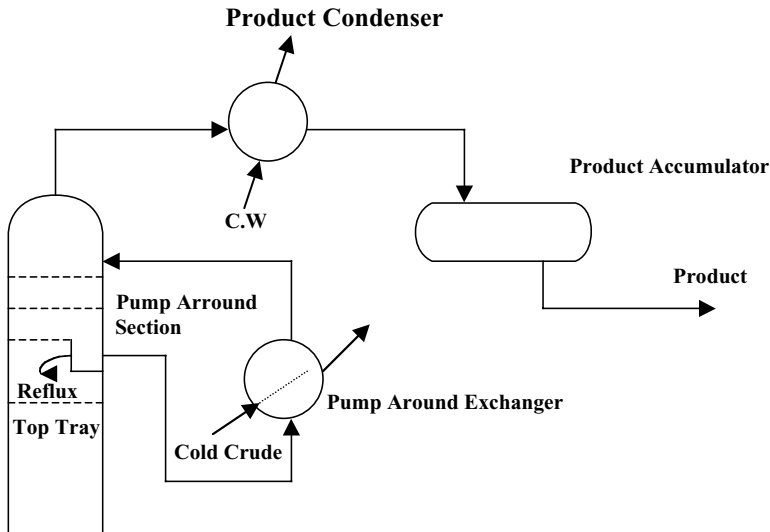 Product Condenser
Product Accumulator
C.W
Product
Pump Arround
Section
Reflux
Pump Around Exchanger
Top Tray
Cold Crude